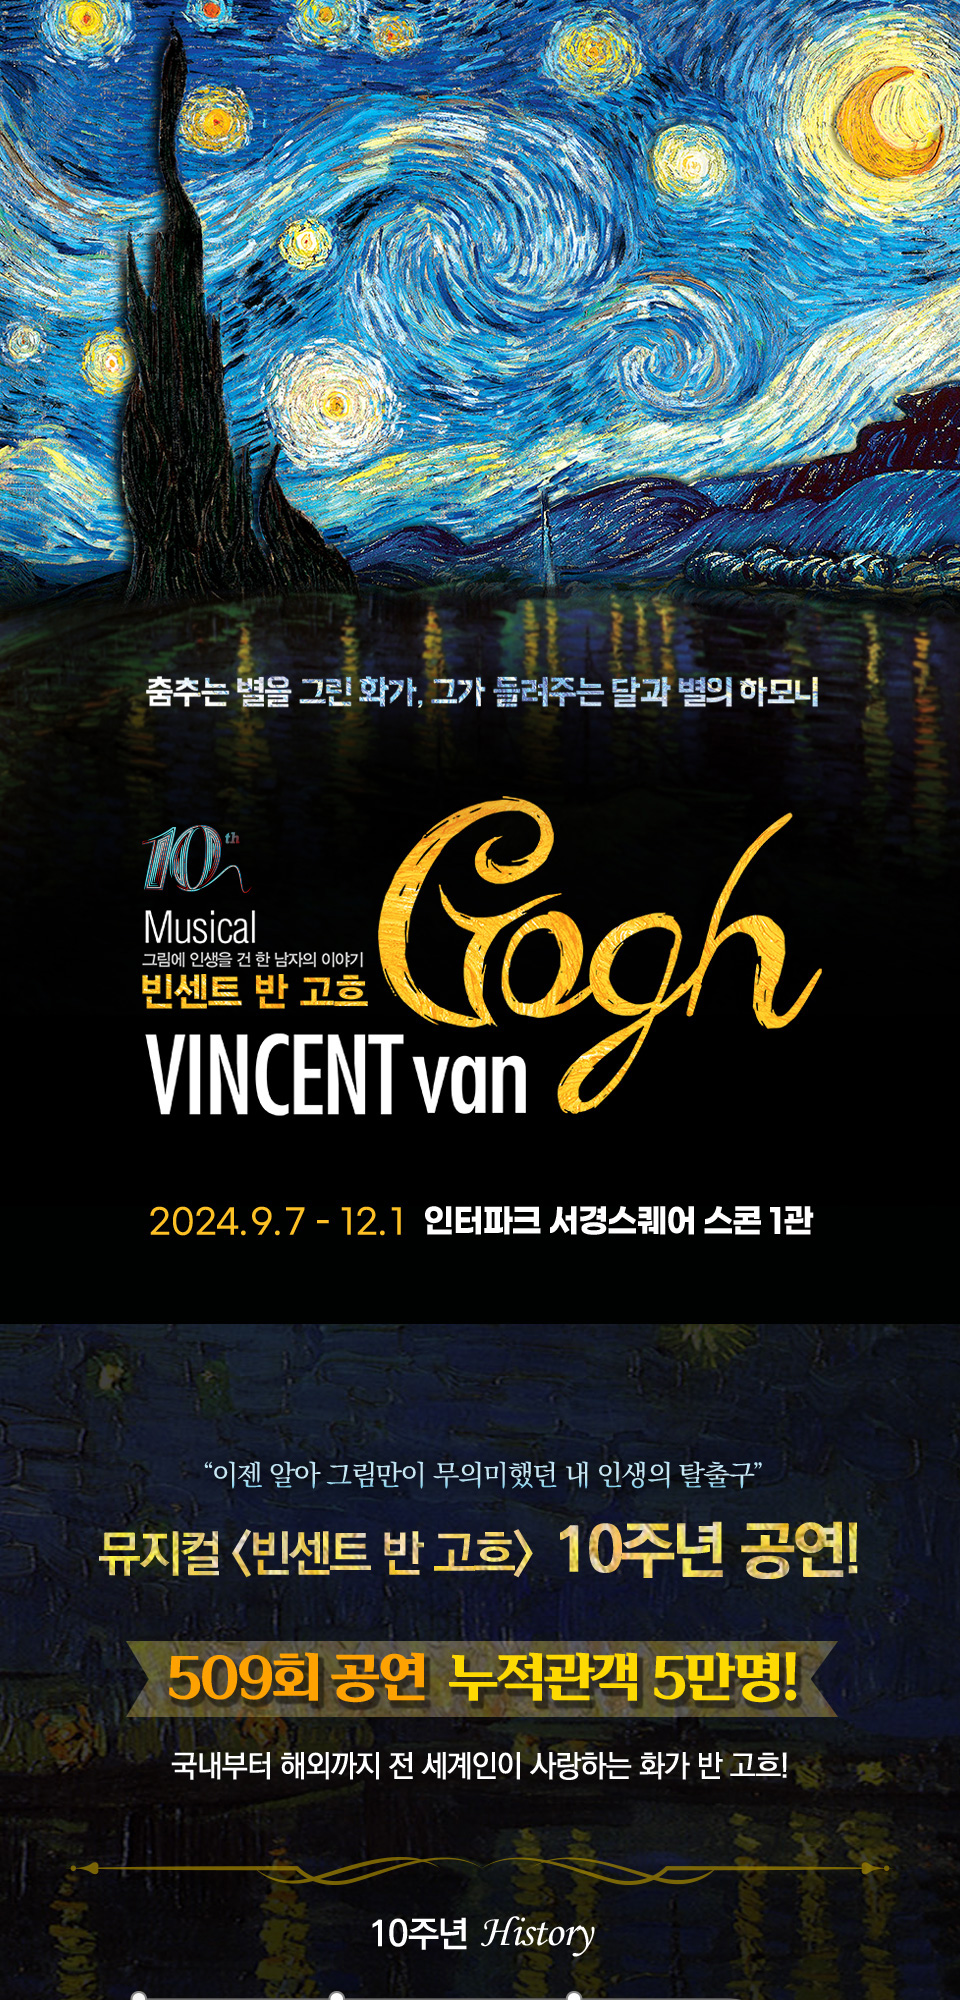 춤추는 별을 그린 화가, 그가 들려주는 달과 별의 하모니
10th
Musical
그림에 인생을 건 한 남자의 이야기
빈센트 반 고흐
VINCENT van Gogh
2024.9.7 - 12.1 인터파크 서경스퀘어 스콘 1관
“이젠 알아 그림만이 무의미했던 내 인생의 탈출구”
뮤지컬 <빈센트 반 고흐> 10주년 공연!
509회 공연 누적관객 5만명!
국내부터 해외까지 전 세계인이 사랑하는 화가 반 고흐!
10주년 History